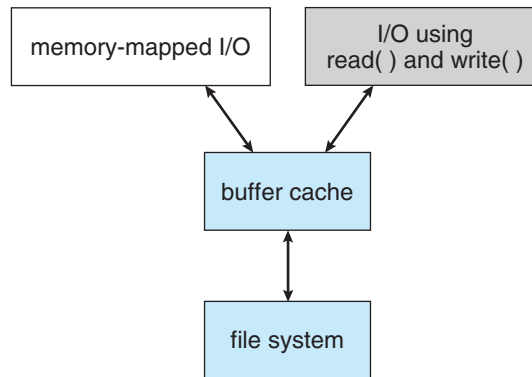 memory-mapped I/O
I/O using
read( ) and write( )
buffer cache
file system